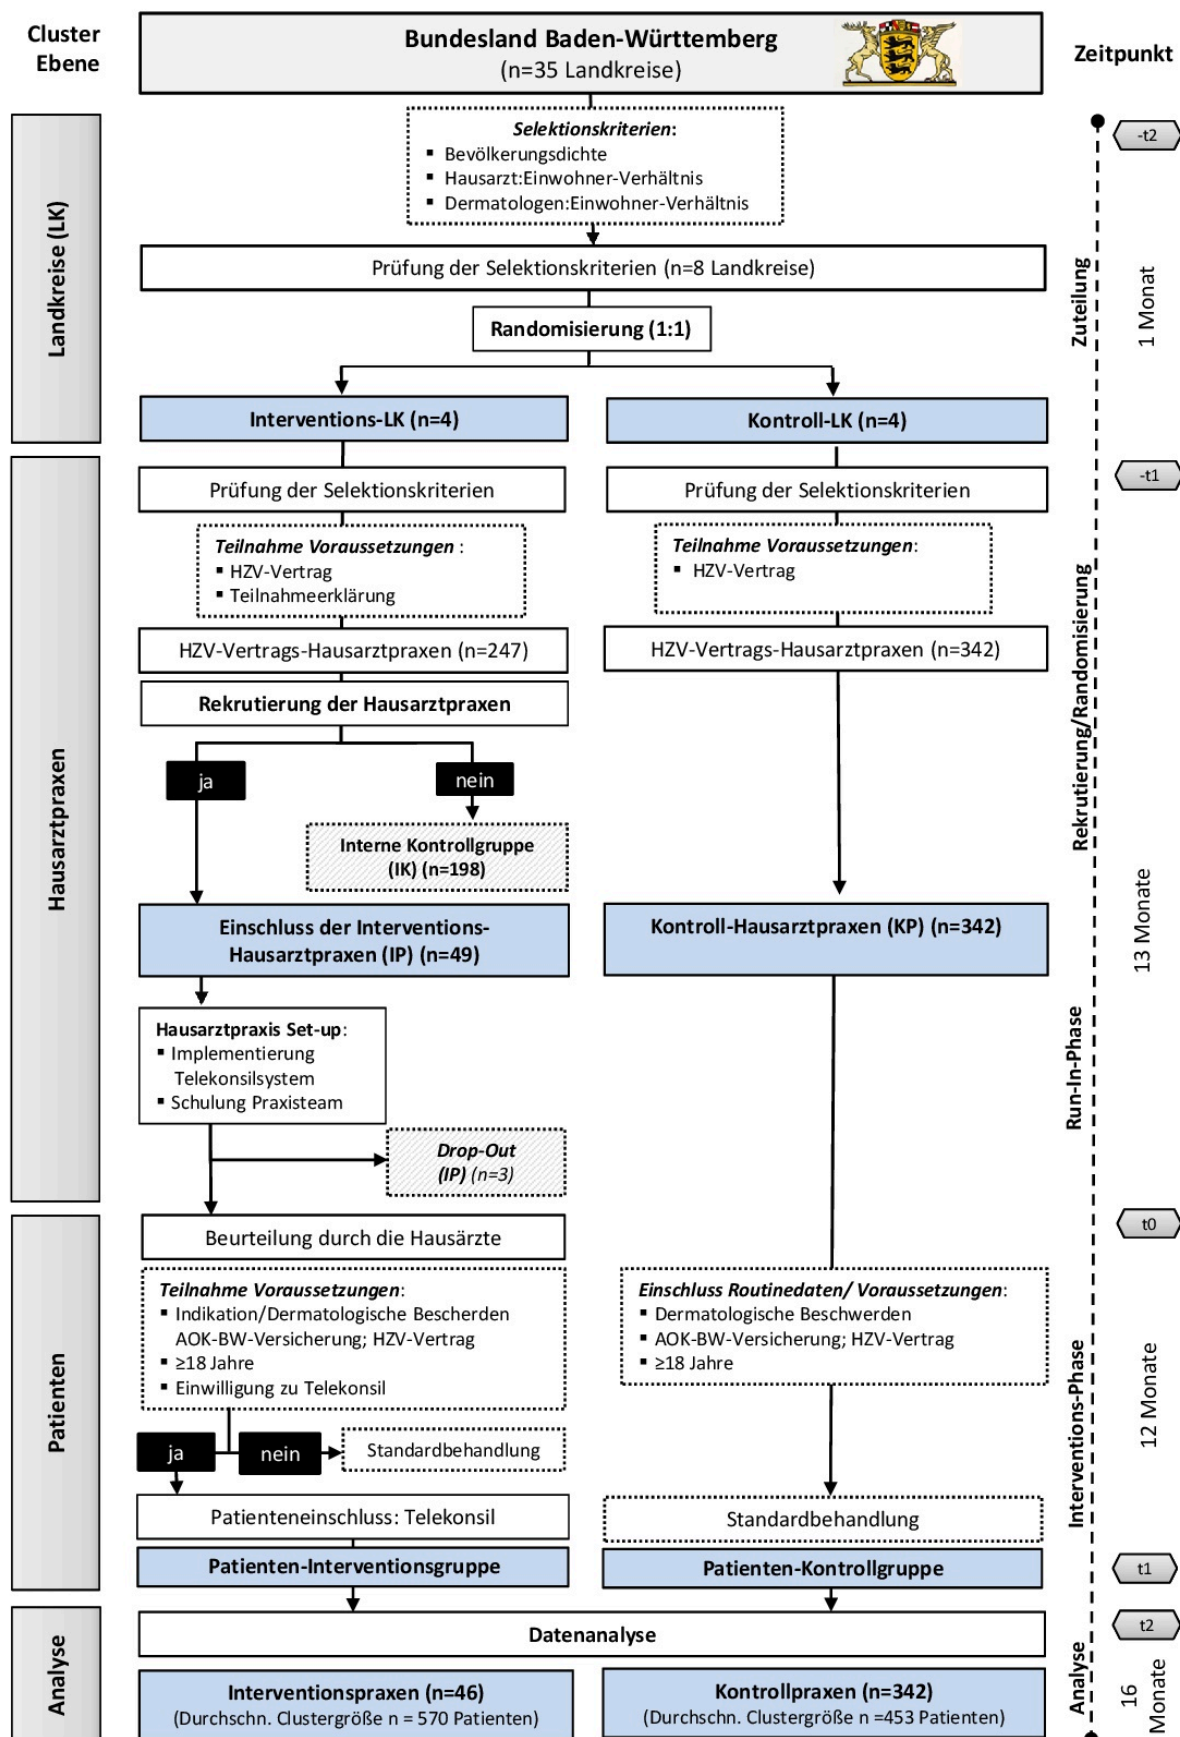 Cluster
Ebene
Bundesland Baden-Württemberg
(n=35 Landkreise)
Zeitpunkt
Selektionskriterien:
▪ Bevölkerungsdichte
▪ Hausarzt:Einwohner-Verhältnis
▪ Dermatologen:Einwohner-Verhältnis
-t2
Landkreise (LK)
Prüfung der Selektionskriterien (n=8 Landkreise)
Randomisierung (1:1)
Zuteilung
1 Monat
Interventions-LK (n=4)
Kontroll-LK (n=4)
-t1
Hausarztpraxen
Prüfung der Selektionskriterien
Prüfung der Selektionskriterien
Teilnahme Voraussetzungen :
▪ HZV-Vertrag
▪ Teilnahmeerklärung
Teilnahme Voraussetzungen:
▪ HZV-Vertrag
HZV-Vertrags-Hausarztpraxen (n=247)
HZV-Vertrags-Hausarztpraxen (n=342)
Rekrutierung der Hausarztpraxen
Rekrutierung/Randomisierung
ja
nein
Interne Kontrollgruppe
(IK) (n=198)
Einschluss der Interventions-
Hausarztpraxen (IP) (n=49)
Kontroll-Hausarztpraxen (KP) (n=342)
13 Monate
Hausarztpraxis Set-up:
▪ Implementierung
Telekonsilsystem
▪ Schulung Praxisteam
Run-In-Phase
Drop-Out
(IP) (n=3)
t0
Patienten
Beurteilung durch die Hausärzte
Teilnahme Voraussetzungen:
▪ Indikation/Dermatologische Bescherden
AOK-BW-Versicherung; HZV-Vertrag
▪ ≥18 Jahre
▪ Einwilligung zu Telekonsil
Einschluss Routinedaten/ Voraussetzungen:
▪ Dermatologische Beschwerden
▪ AOK-BW-Versicherung; HZV-Vertrag
▪ ≥18 Jahre
Interventions-Phase
12 Monate
ja
nein
Standardbehandlung
Patienteneinschluss: Telekonsil
Standardbehandlung
Patienten-Interventionsgruppe
Patienten-Kontrollgruppe
t1
t2
Analyse
Datenanalyse
Interventionspraxen (n=46)
(Durchschn. Clustergröße n = 570 Patienten)
Kontrollpraxen (n=342)
(Durchschn. Clustergröße n =453 Patienten)
Analyse
16
Monate